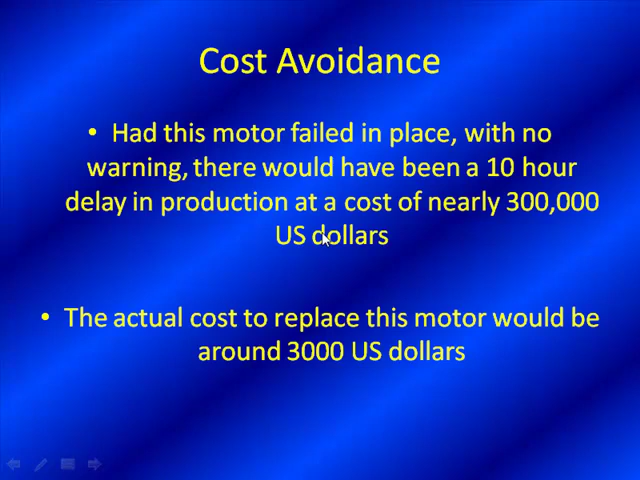 Cost Avoidance
• Had this motor failed in place, with no
warning, there would have been a 10 hour
delay in production at a cost of nearly 300,000
US dollars
• The actual cost to replace this motor would be
around 3000 US dollars